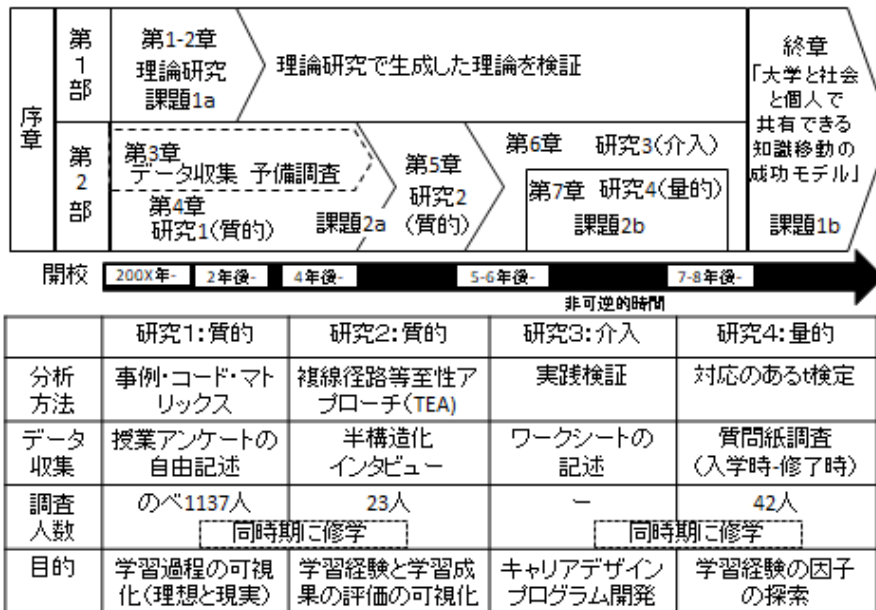 序章
第1部
第1-2章
理論研究
課題1a
理論研究で生成した理論を検証
終章
「大学と社会
と個人で
共有できる
知識移動の
成功モデル」
課題1b
第2部
第3章
データ収集 予備調査
第4章
研究1(質的)
課題2a
第5章
研究2
(質的)
第6章 研究3(介入)
第7章 研究4(量的)
課題2b
開校 200X年- 2年後- 4年後- 5-6年後- 7-8年後-
非可逆的時間
研究1:質的 研究2:質的 研究3:介入 研究4:量的
分析
方法
事例・コード・マト
リックス
複線径路等至性ア
プローチ(TEA)
実践検証
対応のあるt検定
データ
収集
授業アンケートの
自由記述
半構造化
インタビュー
ワークシートの
記述
質問紙調査
(入学時-修了時)
調査
人数
のべ1137人 23人 ー 42人
同時期に修学 同時期に修学
目的
学習過程の可視
化(理想と現実)
学習経験と学習成
果の評価の可視化
キャリアデザイン
プログラム開発
学習経験の因子
の探索